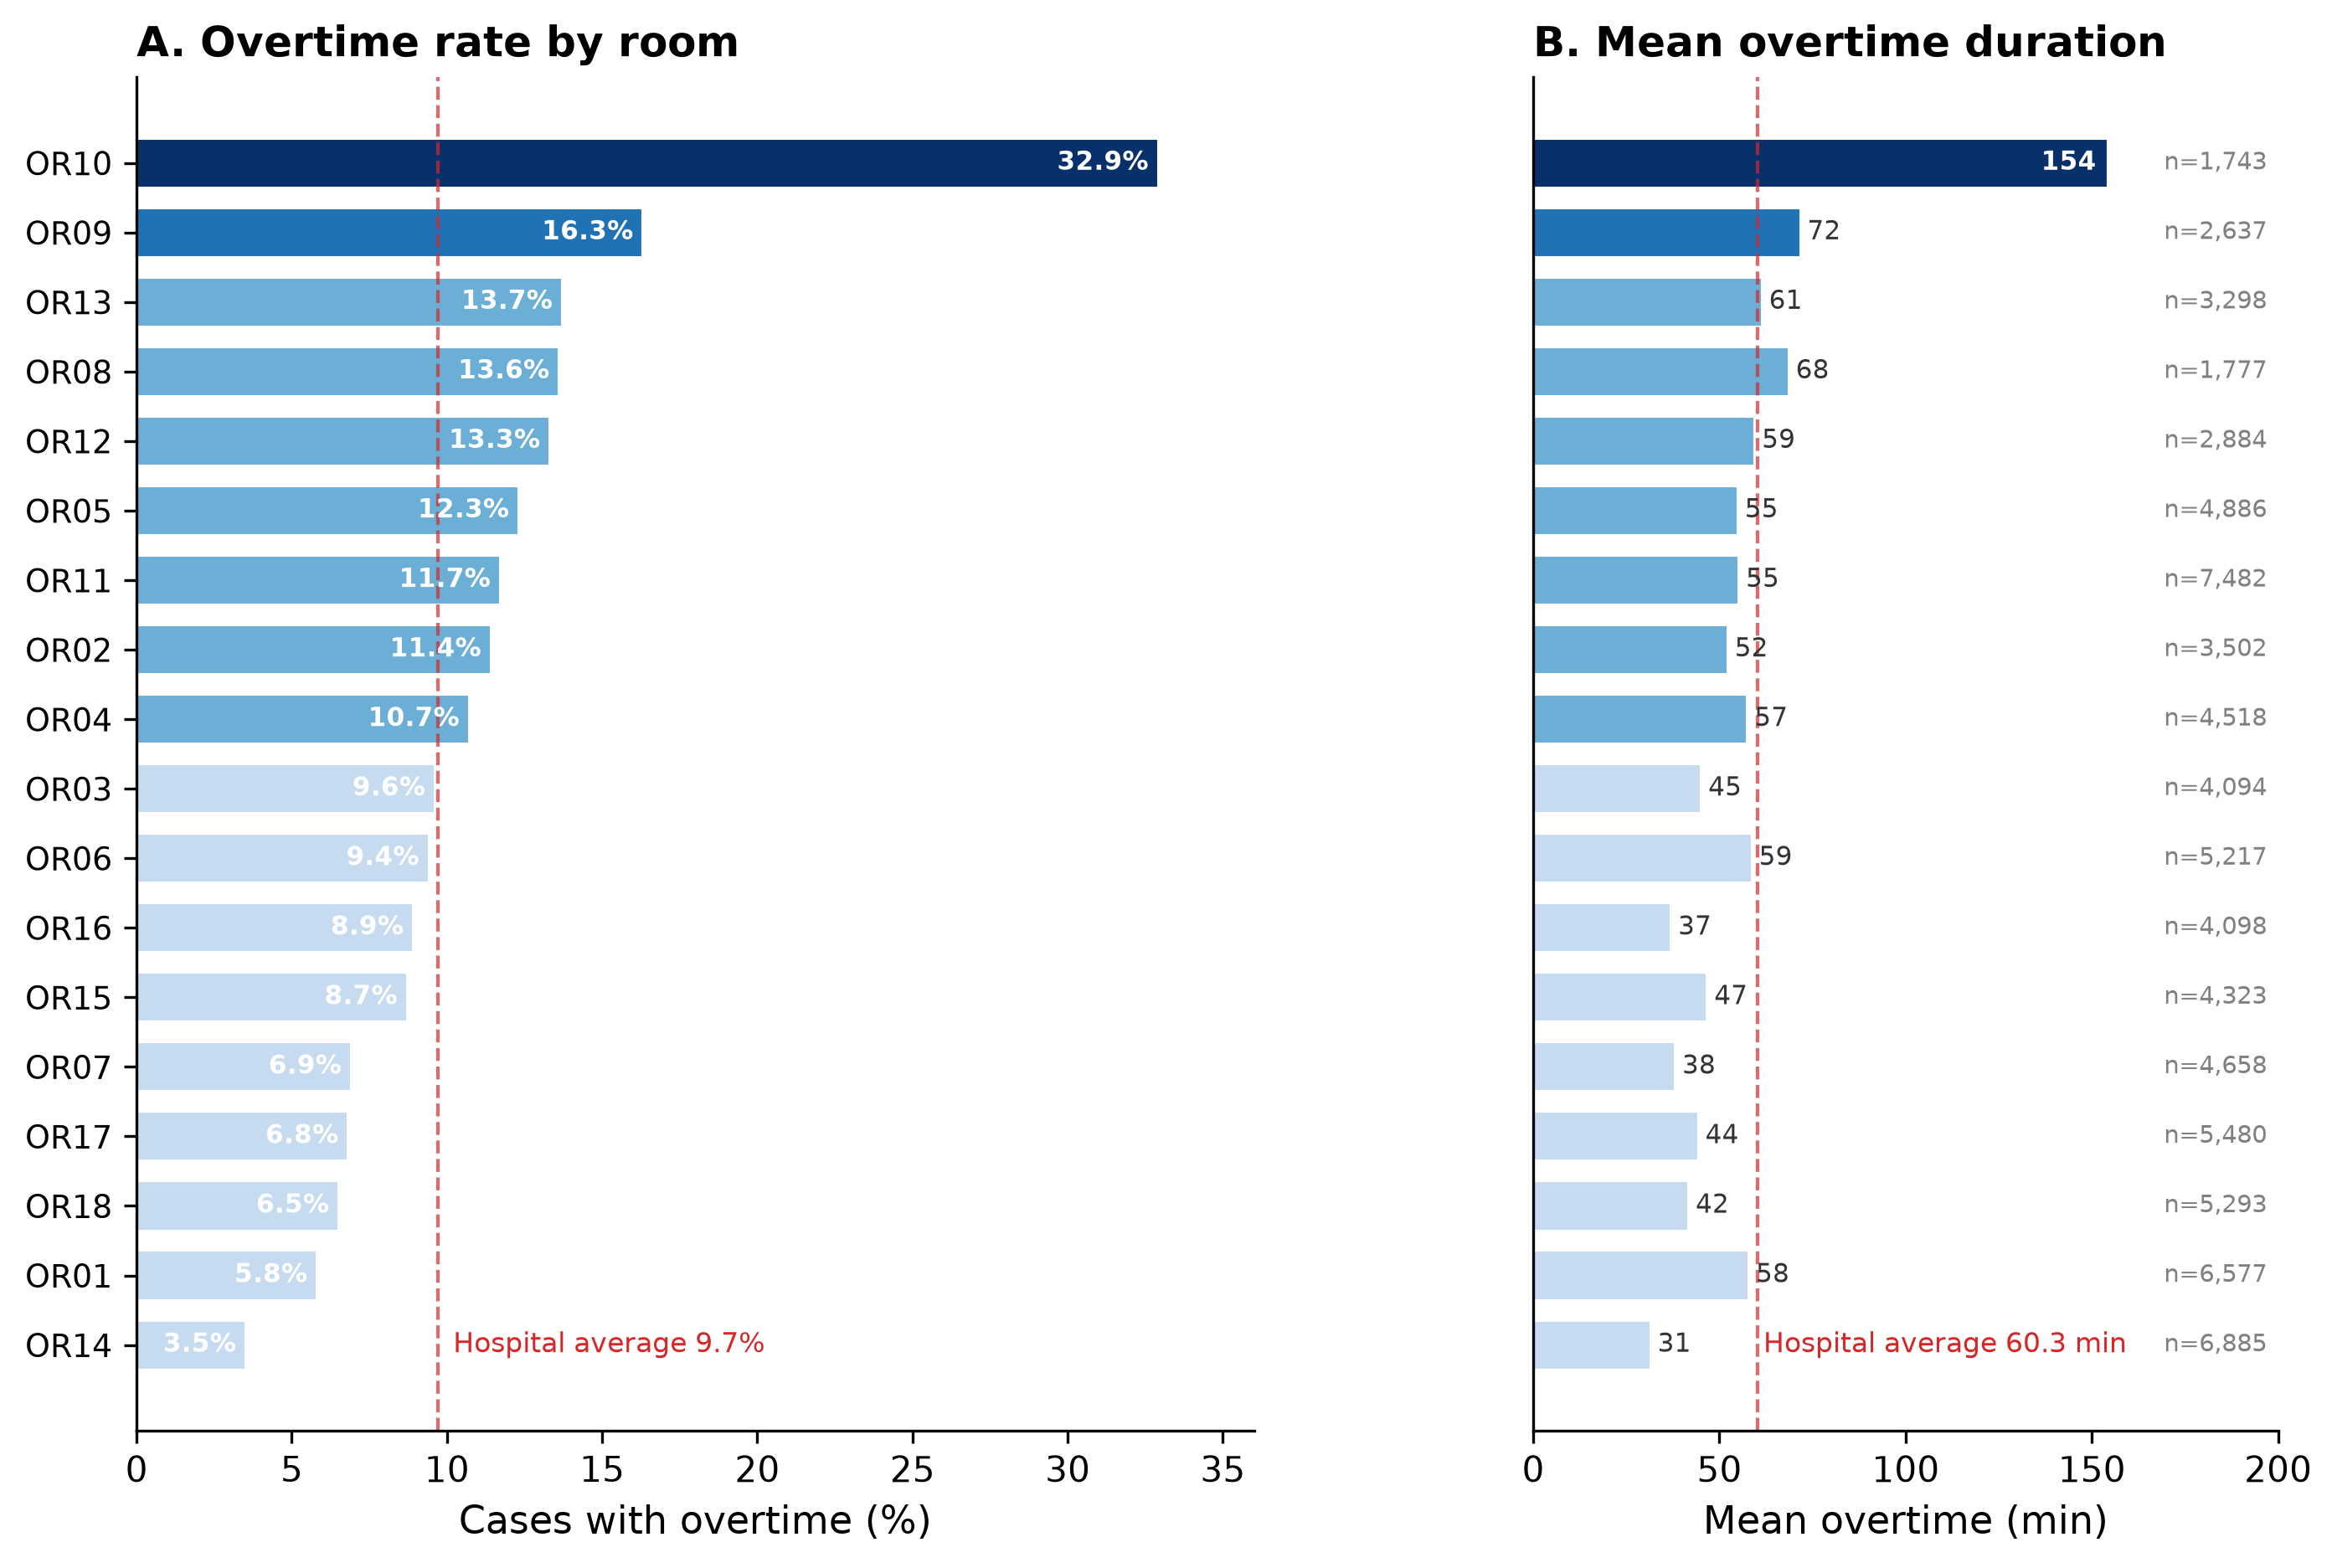 A. Overtime rate by room
OR10 32.9%
OR09 16.3%
OR13 13.7%
OR08 13.6%
OR12 13.3%
OR05 12.3%
OR11 11.7%
OR02 11.4%
OR04 10.7%
OR03 9.6%
OR06 9.4%
OR16 8.9%
OR15 8.7%
OR07 6.9%
OR17 6.8%
OR18 6.5%
OR01 5.8%
OR14 3.5% Hospital average 9.7%
0 5 10 15 20 25 30 35
Cases with overtime (%)
B. Mean overtime duration
154 n=1,743
72 n=2,637
61 n=3,298
68 n=1,777
59 n=2,884
55 n=4,886
55 n=7,482
52 n=3,502
57 n=4,518
45 n=4,094
59 n=5,217
37 n=4,098
47 n=4,323
38 n=4,658
44 n=5,480
42 n=5,293
58 n=6,577
31 Hospital average 60.3 min n=6,885
0 50 100 150 200
Mean overtime (min)